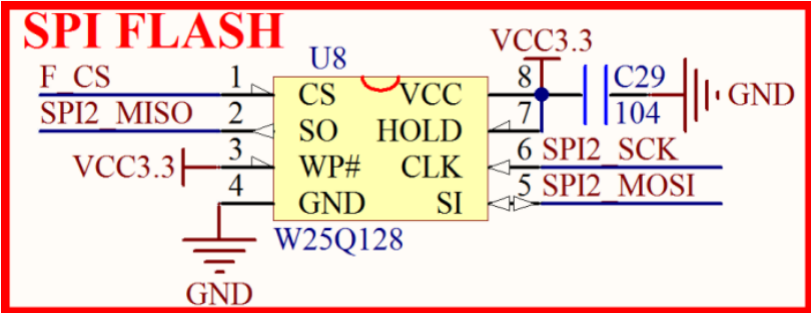 SPI FLASH
U8
VCC3.3
F_CS 1 CS VCC 8 C29
SPI2_MISO 2 SO HOLD 7 104 GND
VCC3.3 3 WP# CLK 6 SPI2_SCK
4 GND SI 5 SPI2_MOSI
W25Q128
GND